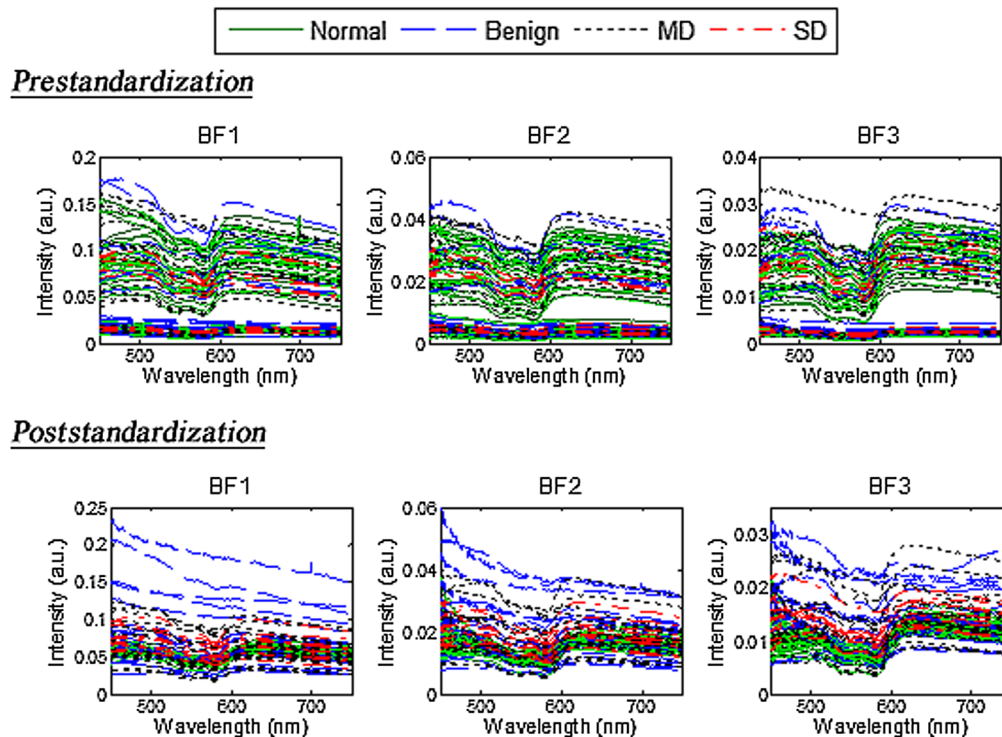 Normal Benign MD SD
Prestandardization
BF1 BF2 BF3
0.2 0.15 0.1 0.05 0
Intensity (a.u.)
500 600 700
Wavelength (nm)
0.06 0.04 0.02 0
Intensity (a.u.)
500 600 700
Wavelength (nm)
0.04 0.03 0.02 0.01 0
Intensity (a.u.)
500 600 700
Wavelength (nm)
Poststandardization
BF1 BF2 BF3
0.25 0.2 0.15 0.1 0.05 0
Intensity (a.u.)
500 600 700
Wavelength (nm)
0.06 0.04 0.02 0
Intensity (a.u.)
500 600 700
Wavelength (nm)
0.03 0.02 0.01 0
Intensity (a.u.)
500 600 700
Wavelength (nm)